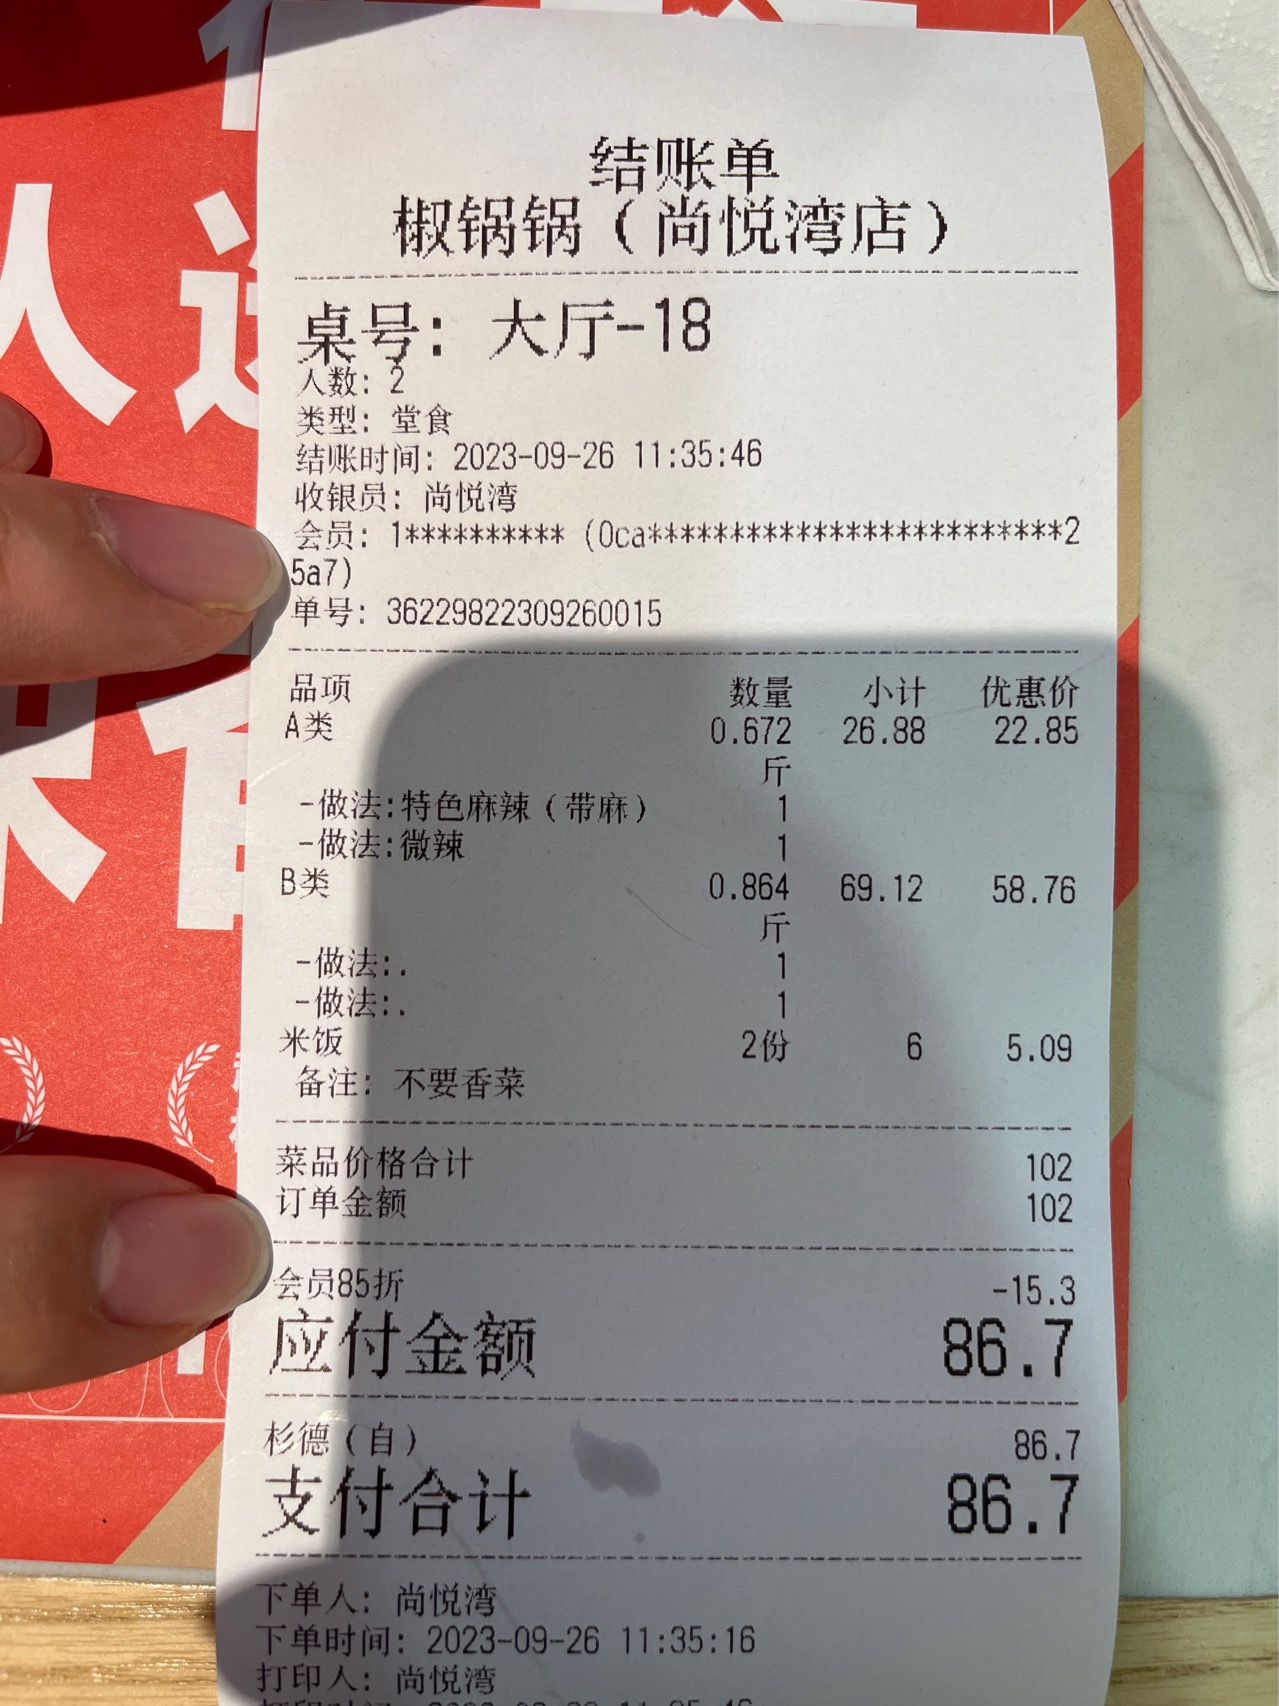 结账单
椒锅锅（尚悦湾店）
桌号: 大厅-18
人数: 2
类型: 堂食
结账时间: 2023-09-26 11:35:46
收银员: 尚悦湾
会员: 1********** (0ca**************************2
5a7)
单号: 36229822309260015
品项 数量 小计 优惠价
A类 0.672 26.88 22.85
斤
-做法:特色麻辣（带麻） 1
-做法:微辣 1
B类 0.864 69.12 58.76
斤
-做法:. 1
-做法:. 1
米饭 2份 6 5.09
备注: 不要香菜
菜品价格合计 102
订单金额 102
会员85折 -15.3
应付金额 86.7
杉德（自） 86.7
支付合计 86.7
下单人: 尚悦湾
下单时间: 2023-09-26 11:35:16
打印人: 尚悦湾